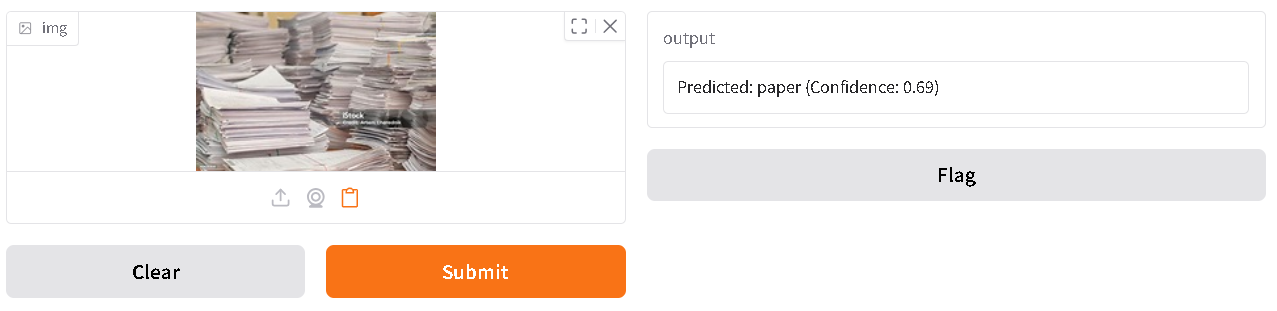 img
iStock
output
Predicted: paper (Confidence: 0.69)
Flag
Clear
Submit